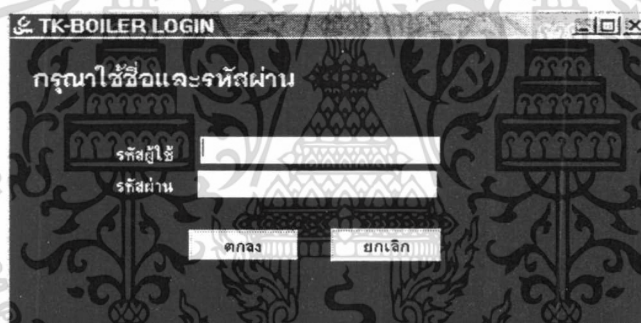 TK-BOILER LOGIN
กรุณาใช้ชื่อและรหัสผ่าน
รหัสผู้ใช้
รหัสผ่าน
ตกลง ยกเลิก